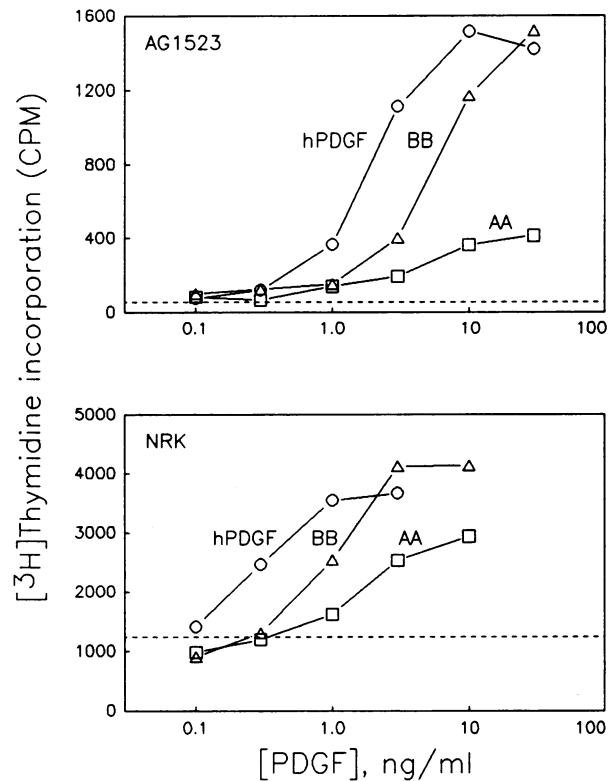 [³H]Thymidine incorporation (CPM)
AG1523
1600
1200
800
400
0
hPDGF
BB
AA
0.1
1.0
10
100
NRK
5000
4000
3000
2000
1000
0
hPDGF
BB
AA
0.1
1.0
10
100
[PDGF], ng/ml